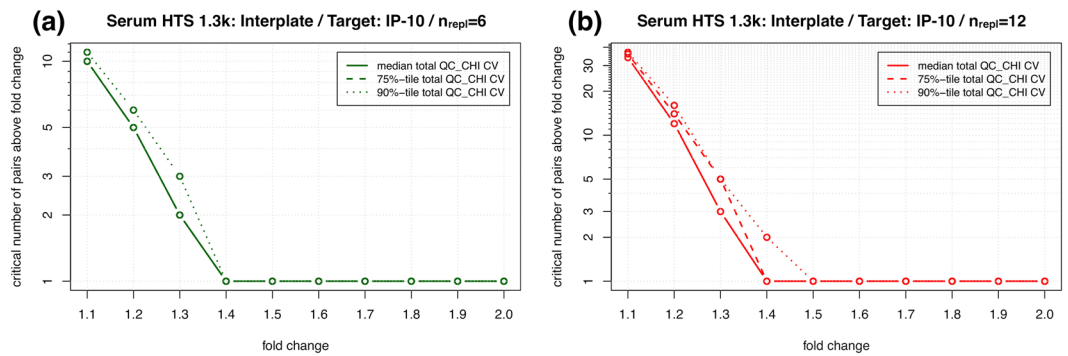 (a)
Serum HTS 1.3k: Interplate / Target: IP-10 / nrepl=6
median total QC_CHI CV
75%-tile total QC_CHI CV
90%-tile total QC_CHI CV
critical number of pairs above fold change
10
5
3
2
1
1.1 1.2 1.3 1.4 1.5 1.6 1.7 1.8 1.9 2.0
fold change
(b)
Serum HTS 1.3k: Interplate / Target: IP-10 / nrepl=12
median total QC_CHI CV
75%-tile total QC_CHI CV
90%-tile total QC_CHI CV
critical number of pairs above fold change
30
20
10
5
3
2
1
1.1 1.2 1.3 1.4 1.5 1.6 1.7 1.8 1.9 2.0
fold change